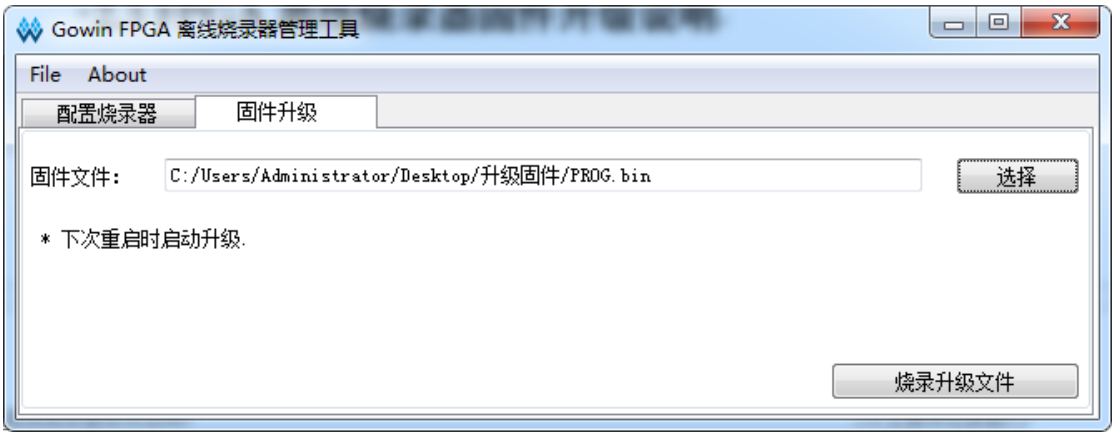 Gowin FPGA 离线烧录器管理工具
File About
配置烧录器 固件升级
固件文件: C:/Users/Administrator/Desktop/升级固件/PROG.bin 选择
* 下次重启时启动升级.
烧录升级文件